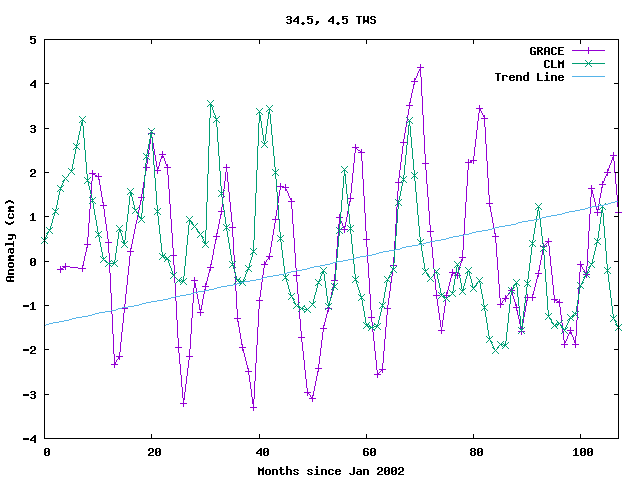 34.5, 4.5 TWS
GRACE
CLM
Trend Line
5
4
3
2
1
0
-1
-2
-3
-4
Anomaly (cm)
0 20 40 60 80 100
Months since Jan 2002